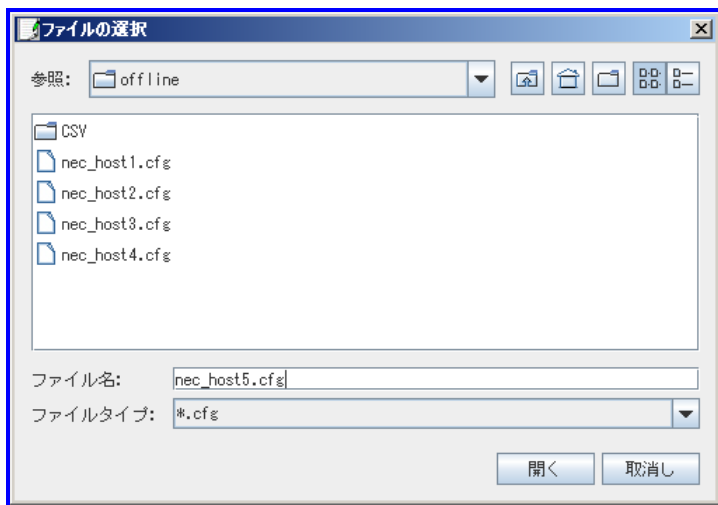 ファイルの選択
参照: offline
CSV
nec_host1.cfg
nec_host2.cfg
nec_host3.cfg
nec_host4.cfg
ファイル名: nec_host5.cfg
ファイルタイプ: *.cfg
開く 取消し